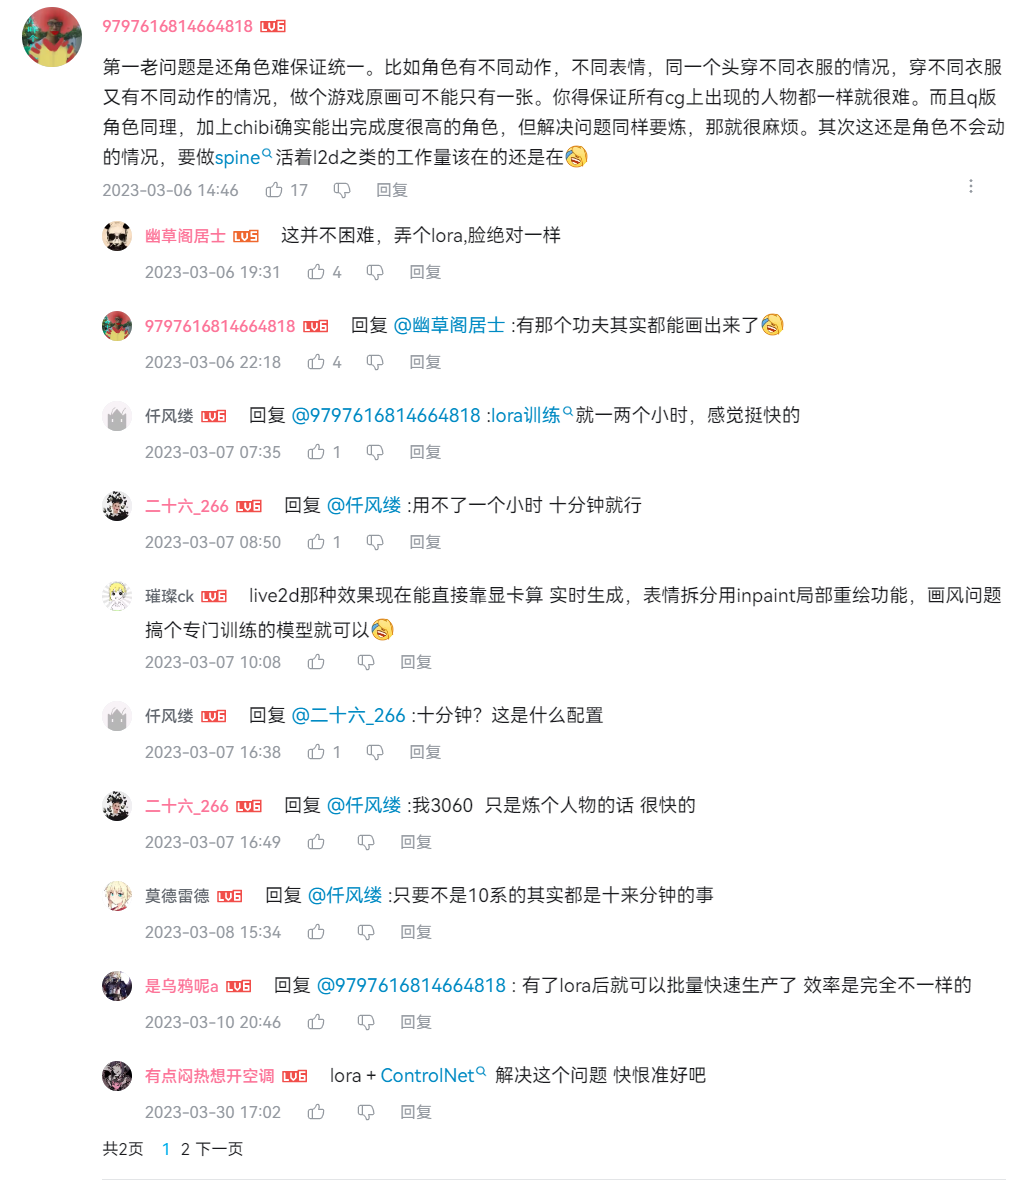 9797616814664818 LV6
第一老问题是还角色难保证统一。比如角色有不同动作，不同表情，同一个头穿不同衣服的情况，穿不同衣服
又有不同动作的情况，做个游戏原画可不能只有一张。你得保证所有cg上出现的人物都一样就很难。而且q版
角色同理，加上chibi确实能出完成度很高的角色，但解决问题同样要炼，那就很麻烦。其次这还是角色不会动
的情况，要做spine 活着l2d之类的工作量该在的还是在
2023-03-06 14:46 17 回复
幽草阁居士 LV5 这并不困难，弄个lora,脸绝对一样
2023-03-06 19:31 4 回复
9797616814664818 LV6 回复 @幽草阁居士 :有那个功夫其实都能画出来了
2023-03-06 22:18 4 回复
仟风缕 LV6 回复 @9797616814664818 :lora训练 就一两个小时，感觉挺快的
2023-03-07 07:35 1 回复
二十六_266 LV6 回复 @仟风缕 :用不了一个小时 十分钟就行
2023-03-07 08:50 1 回复
璀璨ck LV6 live2d那种效果现在能直接靠显卡算 实时生成，表情拆分用inpaint局部重绘功能，画风问题
搞个专门训练的模型就可以
2023-03-07 10:08 回复
仟风缕 LV6 回复 @二十六_266 :十分钟？这是什么配置
2023-03-07 16:38 1 回复
二十六_266 LV6 回复 @仟风缕 :我3060 只是炼个人物的话 很快的
2023-03-07 16:49 回复
莫德雷德 LV6 回复 @仟风缕 :只要不是10系的其实都是十来分钟的事
2023-03-08 15:34 回复
是乌鸦呢a LV6 回复 @9797616814664818 : 有了lora后就可以批量快速生产了 效率是完全不一样的
2023-03-10 20:46 回复
有点闷热想开空调 LV6 lora + ControlNet 解决这个问题 快恨准好吧
2023-03-30 17:02 回复
共2页 1 2 下一页